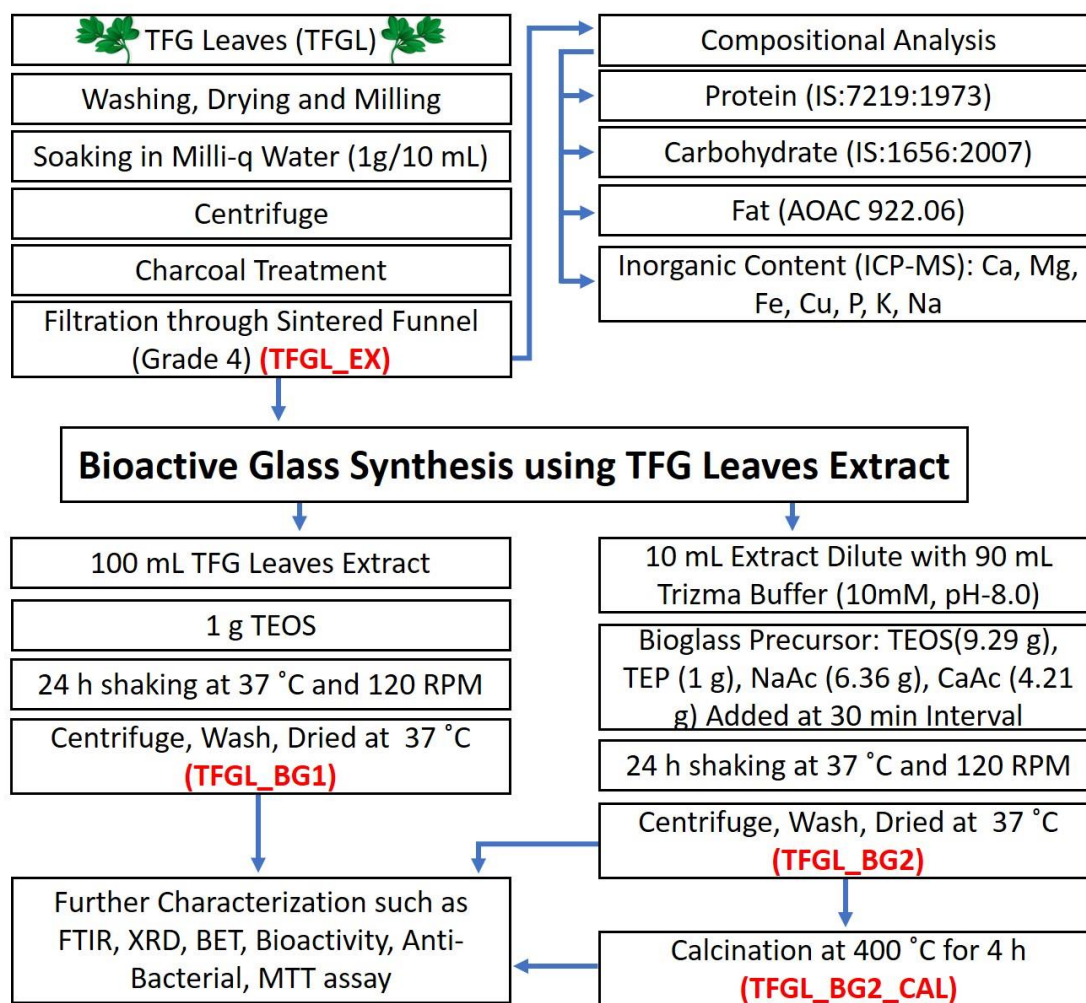 TFG Leaves (TFGL)
Washing, Drying and Milling
Soaking in Milli-q Water (1g/10 mL)
Centrifuge
Charcoal Treatment
Filtration through Sintered Funnel
(Grade 4) (TFGL_EX)
Compositional Analysis
Protein (IS:7219:1973)
Carbohydrate (IS:1656:2007)
Fat (AOAC 922.06)
Inorganic Content (ICP-MS): Ca, Mg,
Fe, Cu, P, K, Na
Bioactive Glass Synthesis using TFG Leaves Extract
100 mL TFG Leaves Extract
1 g TEOS
24 h shaking at 37 ˚C and 120 RPM
Centrifuge, Wash, Dried at 37 ˚C
(TFGL_BG1)
Further Characterization such as
FTIR, XRD, BET, Bioactivity, Anti-
Bacterial, MTT assay
10 mL Extract Dilute with 90 mL
Trizma Buffer (10mM, pH-8.0)
Bioglass Precursor: TEOS(9.29 g),
TEP (1 g), NaAc (6.36 g), CaAc (4.21
g) Added at 30 min Interval
24 h shaking at 37 ˚C and 120 RPM
Centrifuge, Wash, Dried at 37 ˚C
(TFGL_BG2)
Calcination at 400 ˚C for 4 h
(TFGL_BG2_CAL)